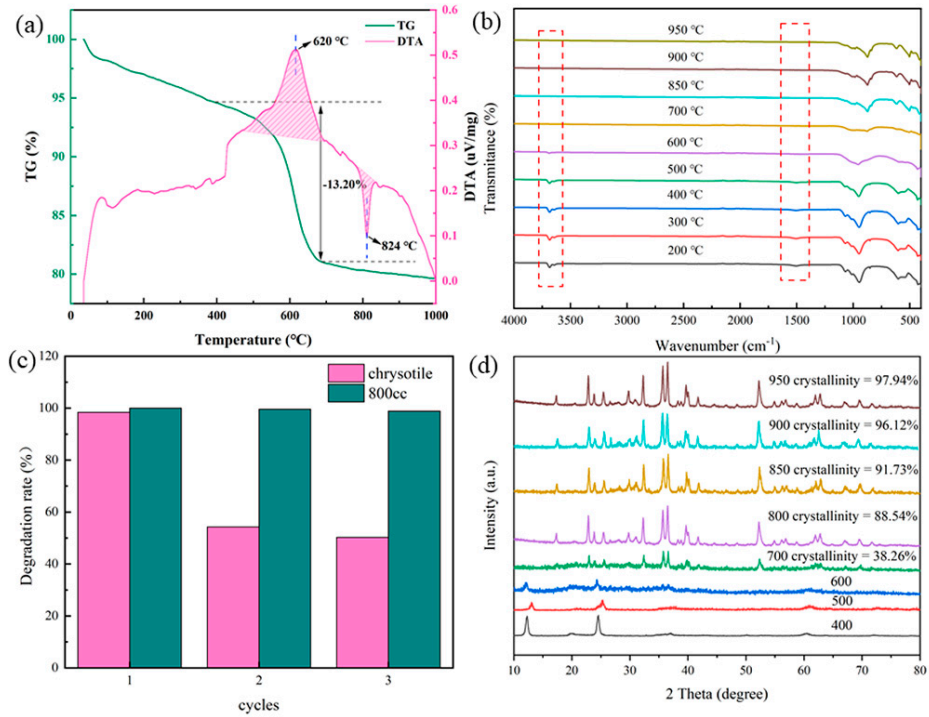 (a)
TG
DTA
620 ℃
-13.20%
824 ℃
100
95
90
85
80
TG (%)
0.5
0.4
0.3
0.2
0.1
0.0
DTA (uV/mg)
0 200 400 600 800 1000
Temperature (℃)
(b)
950 ℃
900 ℃
850 ℃
700 ℃
600 ℃
500 ℃
400 ℃
300 ℃
200 ℃
Transmitance (%)
4000 3500 3000 2500 2000 1500 1000 500
Wavenumber (cm⁻¹)
(c)
chrysotile
800cc
120
100
80
60
40
20
0
Degradation rate (%)
1 2 3
cycles
(d)
950 crystallinity = 97.94%
900 crystallinity = 96.12%
850 crystallinity = 91.73%
800 crystallinity = 88.54%
700 crystallinity = 38.26%
600
500
400
Intensity (a.u.)
10 20 30 40 50 60 70 80
2 Theta (degree)